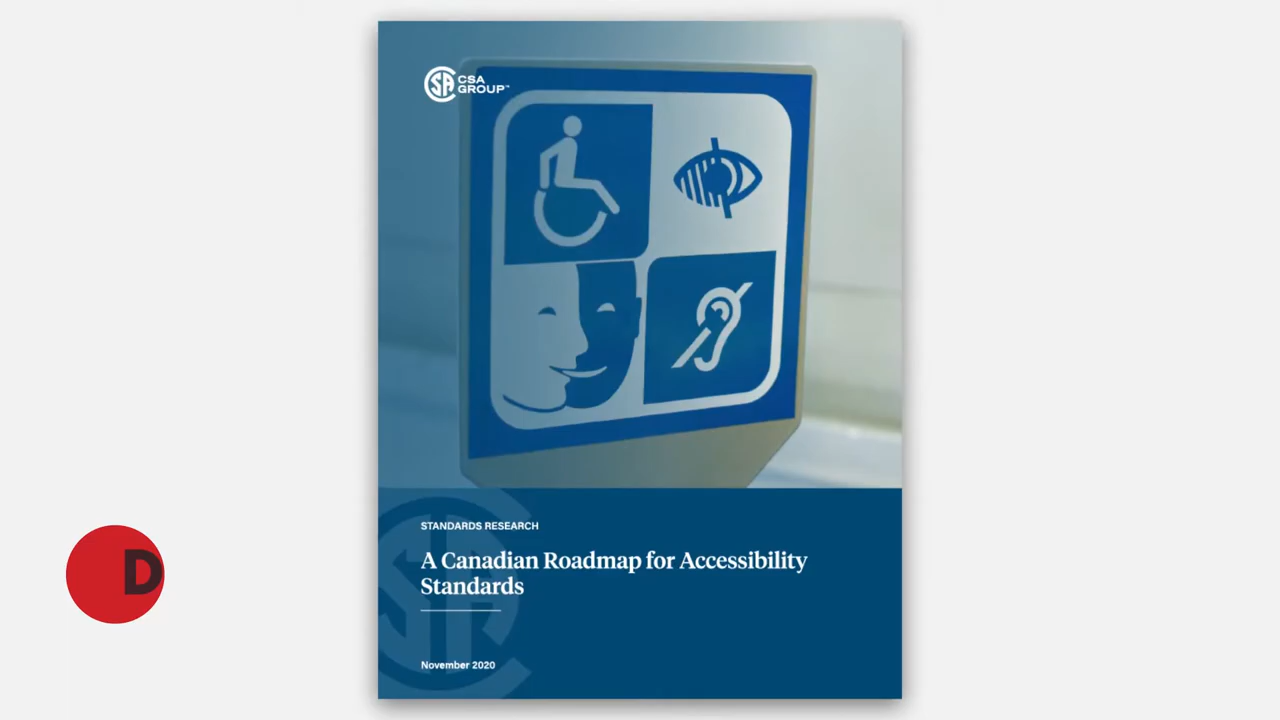 CSA
GROUP™
STANDARDS RESEARCH
A Canadian Roadmap for Accessibility
Standards
November 2020
D